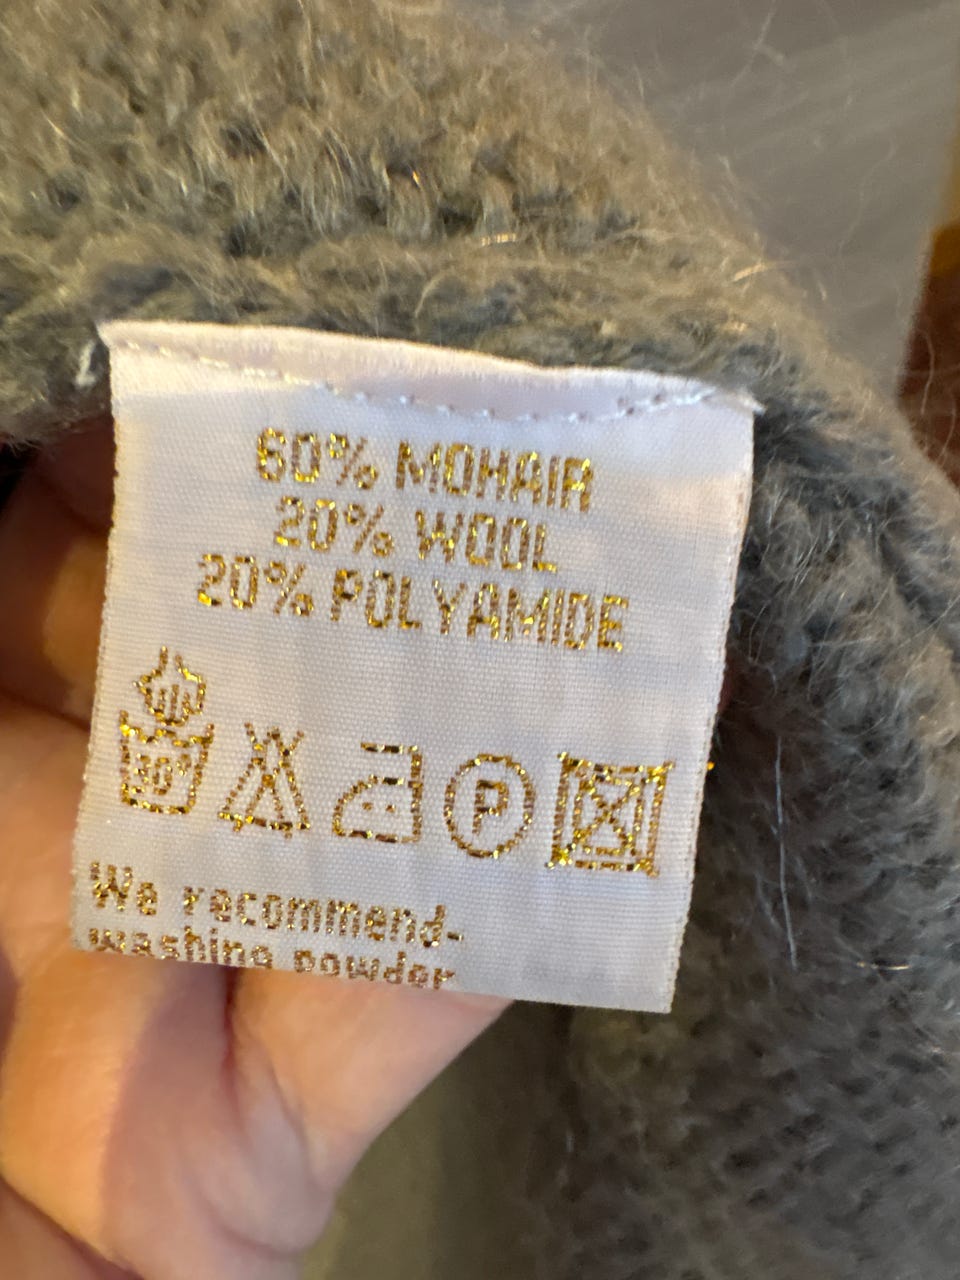 60% MOHAIR
20% WOOL
20% POLYAMIDE
30°
P
We recommend-
washing powder